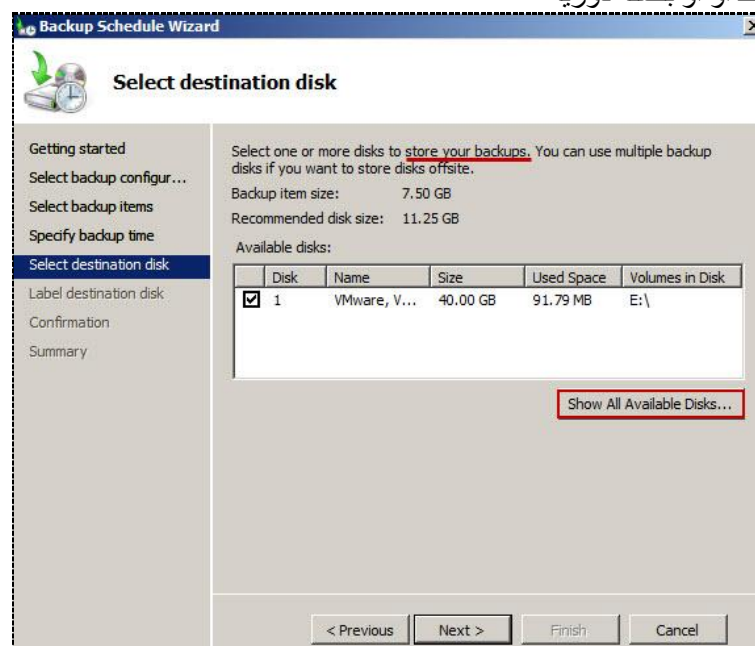 Backup Schedule Wizard
Select destination disk
Getting started
Select backup configur...
Select backup items
Specify backup time
Select destination disk
Label destination disk
Confirmation
Summary
Select one or more disks to store your backups. You can use multiple backup
disks if you want to store disks offsite.
Backup item size: 7.50 GB
Recommended disk size: 11.25 GB
Available disks:
Disk Name Size Used Space Volumes in Disk
1 VMware, V... 40.00 GB 91.79 MB E:\
Show All Available Disks...
< Previous Next > Finish Cancel